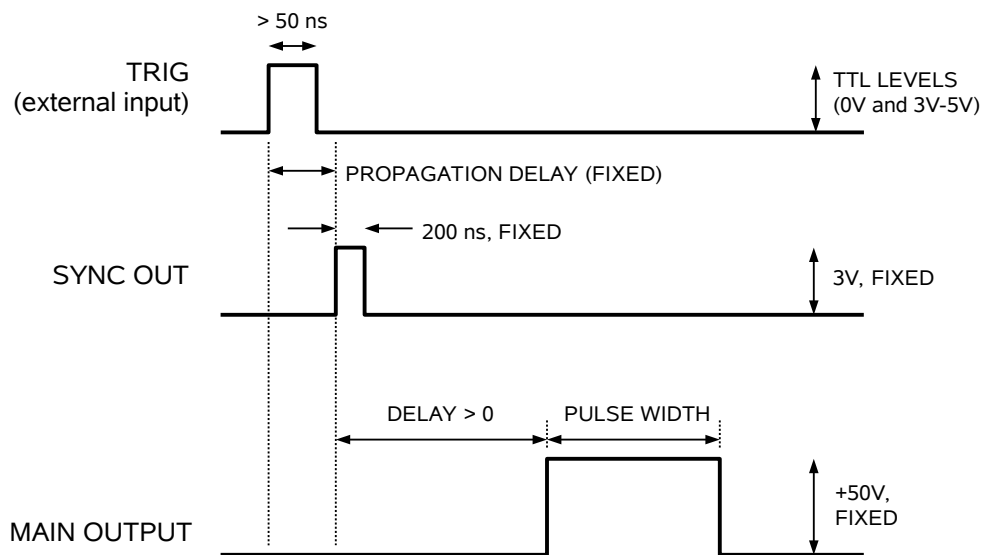 > 50 ns
TRIG
(external input)
TTL LEVELS
(0V and 3V-5V)
PROPAGATION DELAY (FIXED)
200 ns, FIXED
SYNC OUT
3V, FIXED
DELAY > 0
PULSE WIDTH
+50V,
FIXED
MAIN OUTPUT